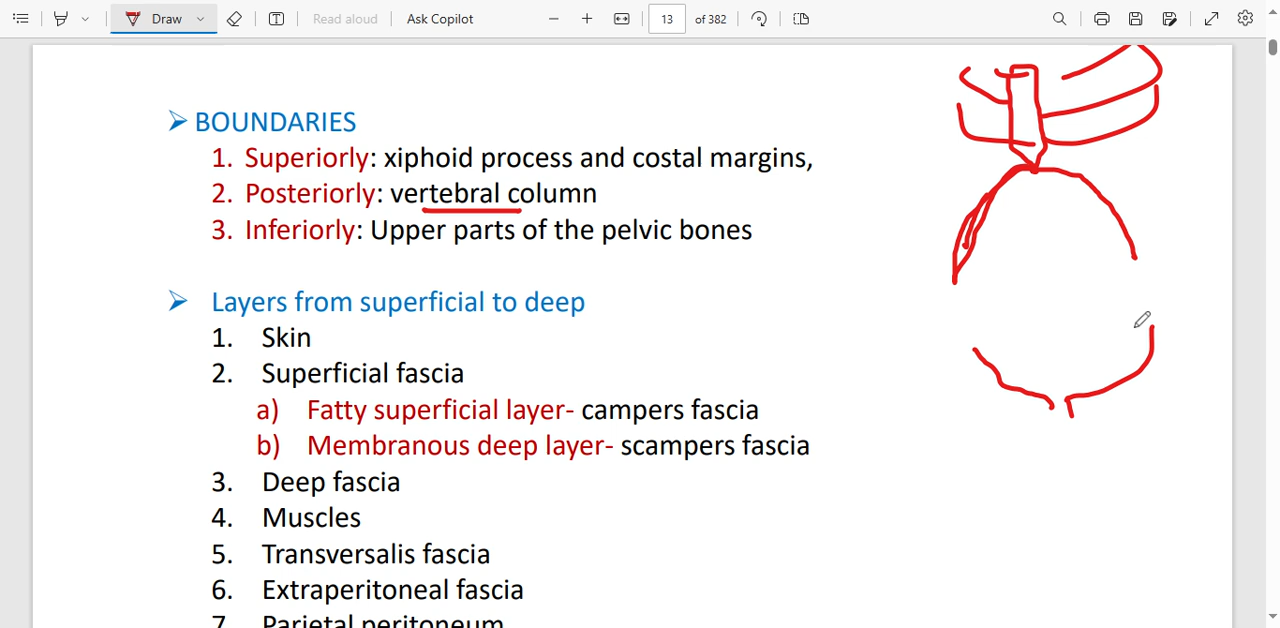 Draw
Read aloud
Ask Copilot
13 of 382
➢ BOUNDARIES
1. Superiorly: xiphoid process and costal margins,
2. Posteriorly: vertebral column
3. Inferiorly: Upper parts of the pelvic bones
➢ Layers from superficial to deep
1. Skin
2. Superficial fascia
a) Fatty superficial layer- campers fascia
b) Membranous deep layer- scampers fascia
3. Deep fascia
4. Muscles
5. Transversalis fascia
6. Extraperitoneal fascia
7. Parietal peritoneum